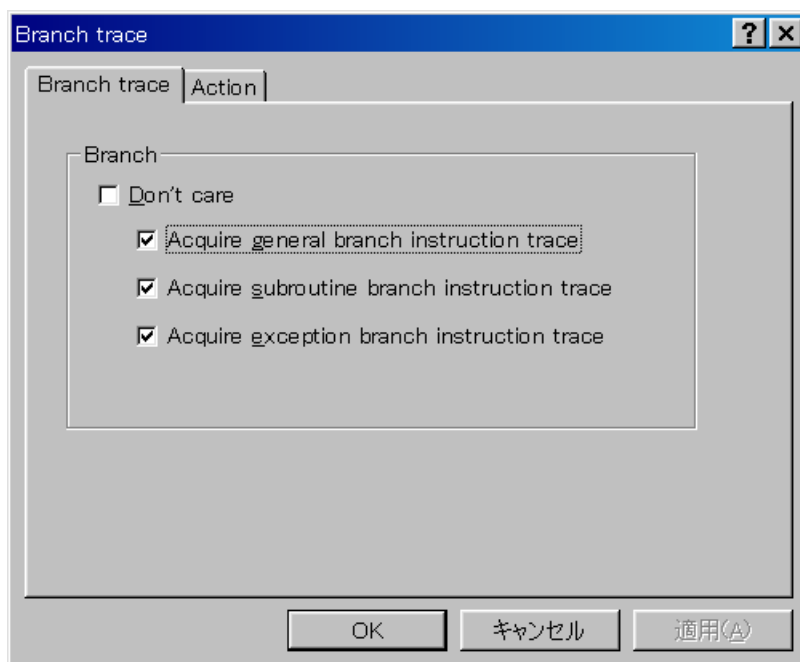 Branch trace
Branch trace
Action
Branch
Don't care
Acquire general branch instruction trace
Acquire subroutine branch instruction trace
Acquire exception branch instruction trace
OK
キャンセル
適用(A)